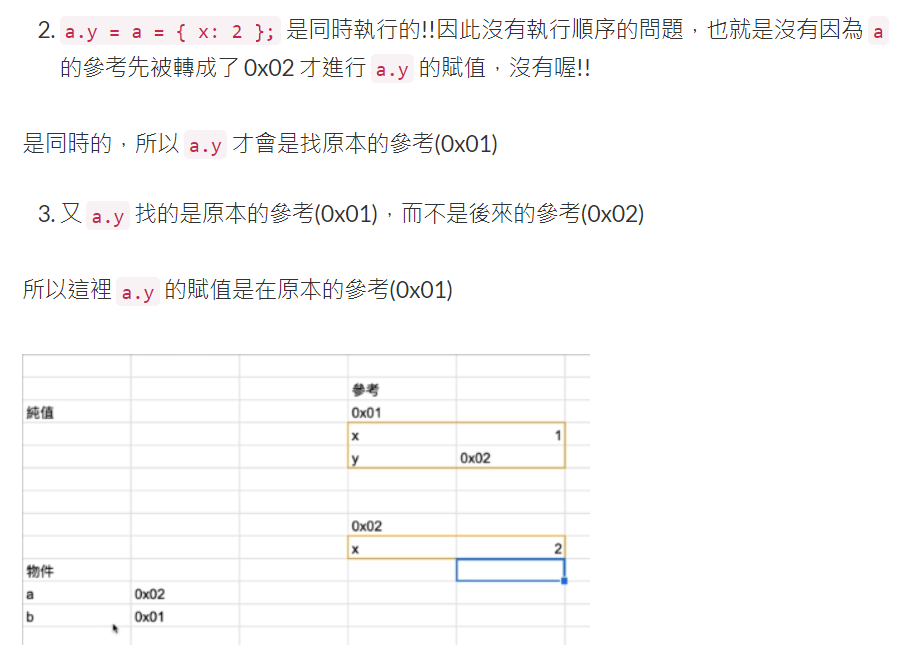 2. a.y = a = { x: 2 }; 是同時執行的!!因此沒有執行順序的問題，也就是沒有因為 a
的參考先被轉成了 0x02 才進行 a.y 的賦值，沒有喔!!
是同時的，所以 a.y 才會是找原本的參考(0x01)
3. 又 a.y 找的是原本的參考(0x01)，而不是後來的參考(0x02)
所以這裡 a.y 的賦值是在原本的參考(0x01)
參考
純值 0x01
x 1
y 0x02
0x02
x 2
物件
a 0x02
b 0x01